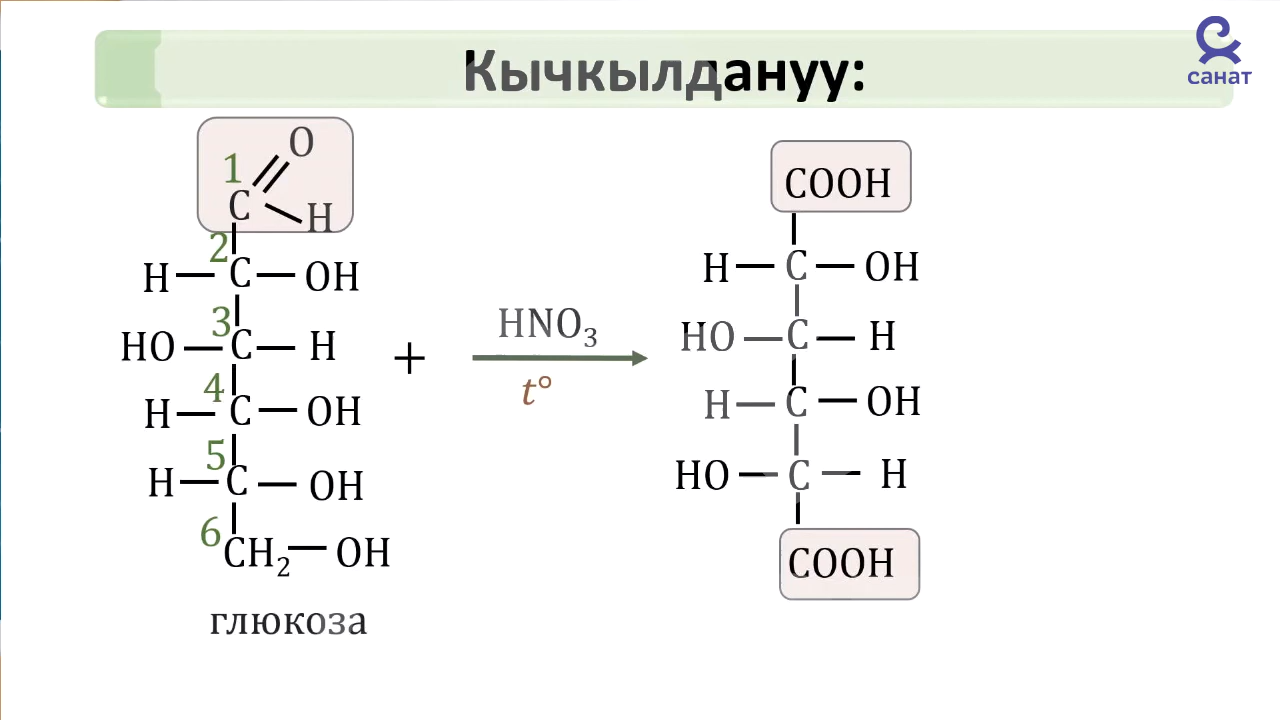 Кычкылдануу:
санат
1
O
C
H
2
H — C — OH
3
HO — C — H
4
H — C — OH
5
H — C — OH
6
CH₂ — OH
глюкоза
+
HNO₃
t°
COOH
H — C — OH
HO — C — H
H — C — OH
HO — C — H
COOH